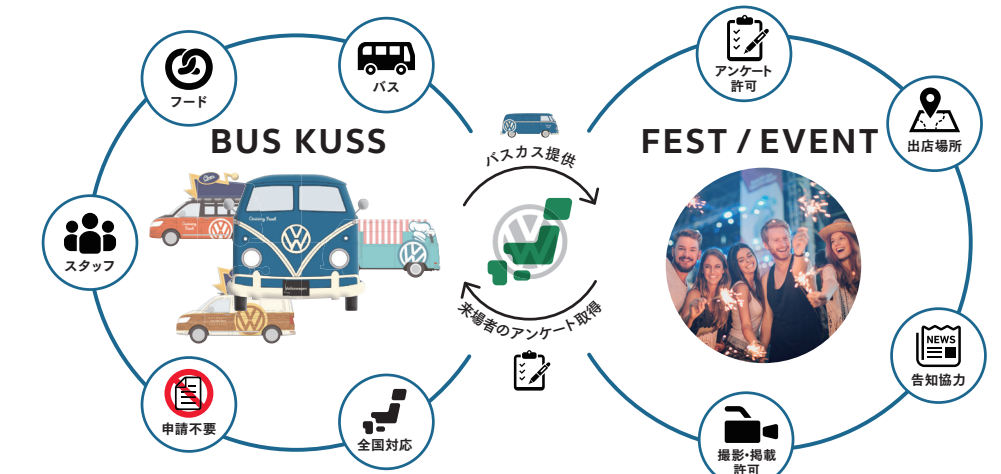 フード
バス
BUS KUSS
スタッフ
申請不要
全国対応
バスカス提供
来場者のアンケート取得
アンケート
許可
FEST / EVENT
出店場所
NEWS
告知協力
撮影・掲載
許可